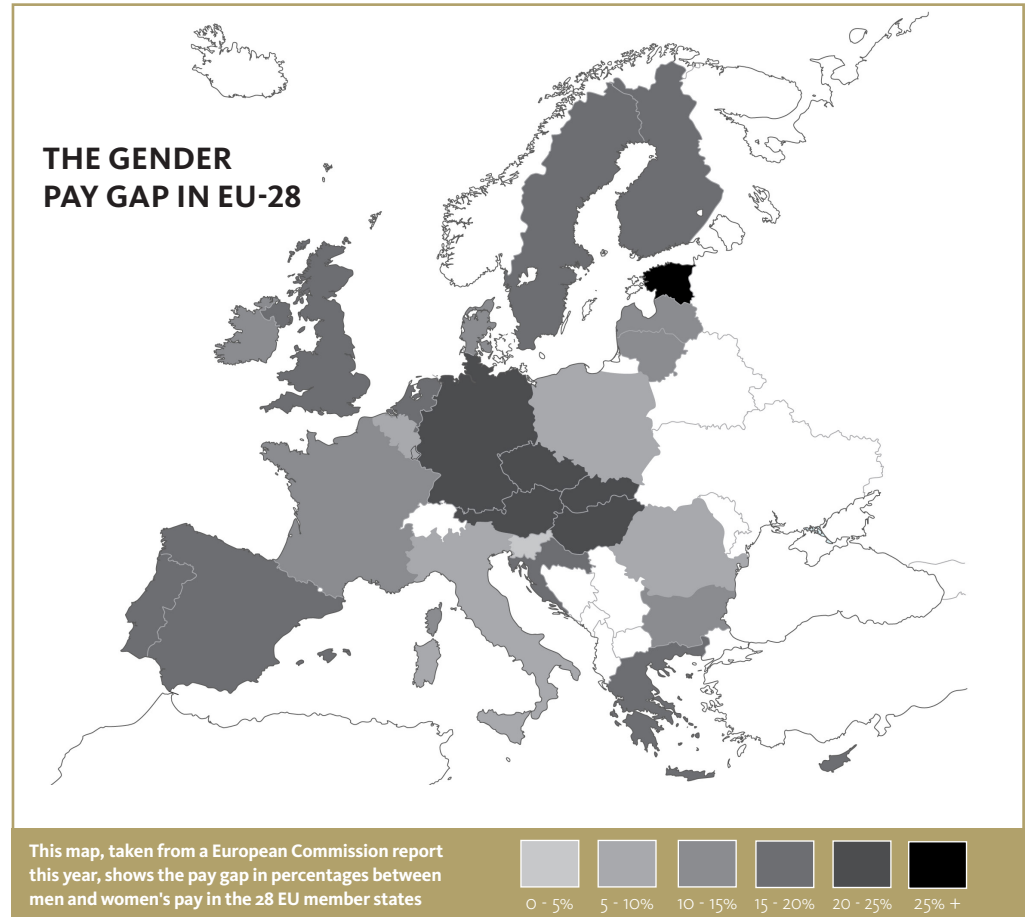 THE GENDER
PAY GAP IN EU-28
This map, taken from a European Commission report
this year, shows the pay gap in percentages between
men and women's pay in the 28 EU member states
0 - 5%
5 - 10%
10 - 15%
15 - 20%
20 - 25%
25% +